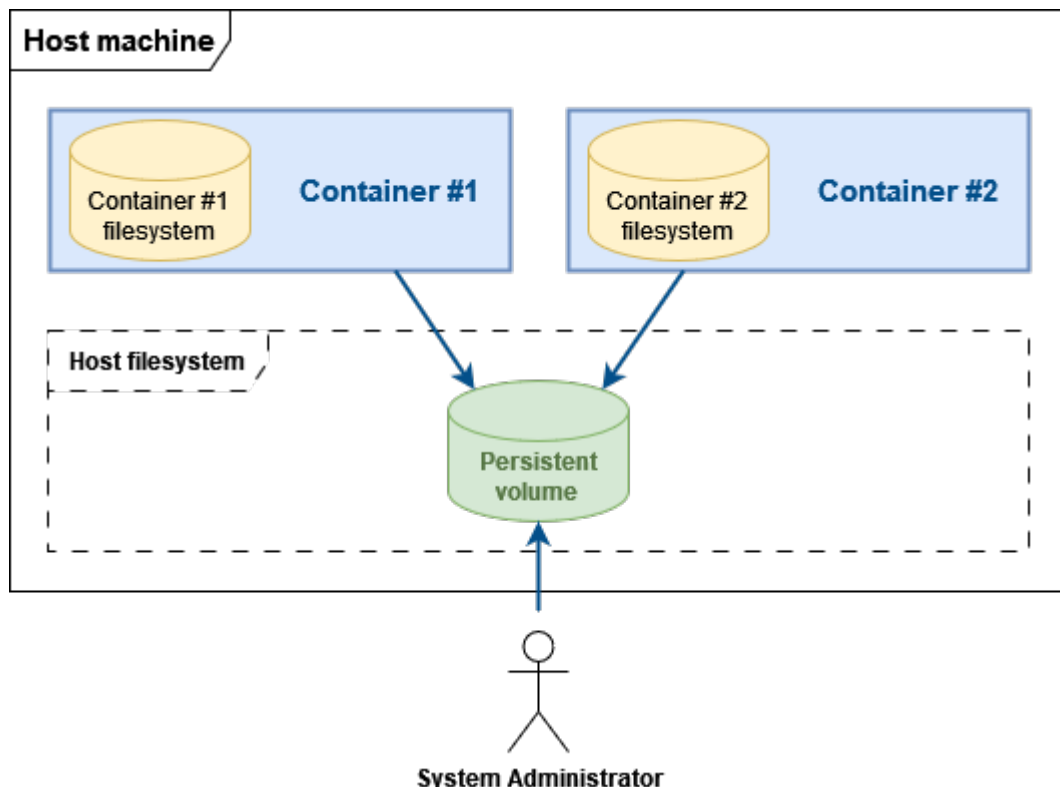 Host machine
Container #1
filesystem
Container #1
Container #2
filesystem
Container #2
Host filesystem
Persistent
volume
System Administrator